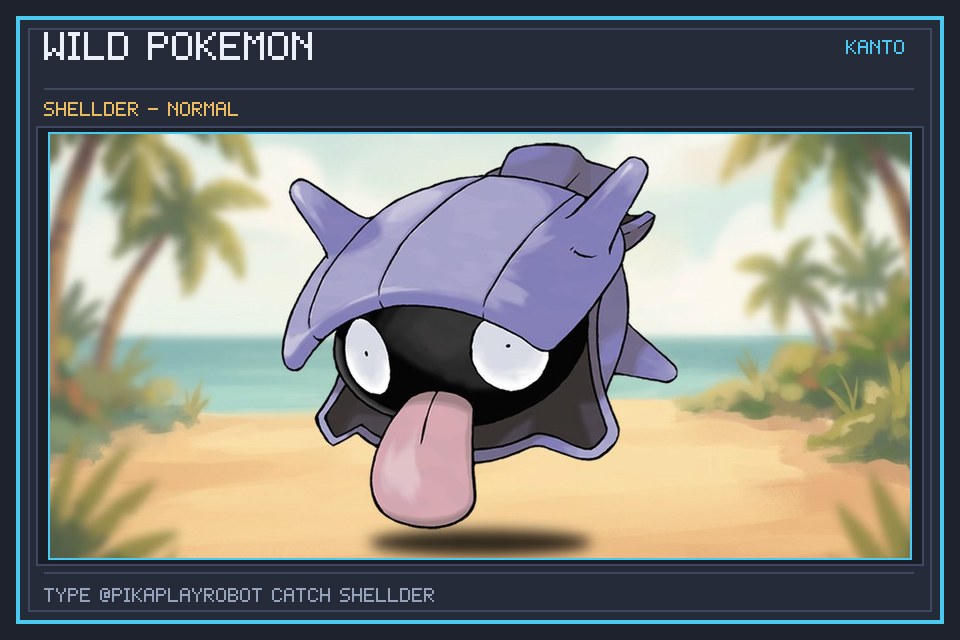 WILD POKEMON
KANTO
SHELLDER - NORMAL
TYPE @PIKAPLAYROBOT CATCH SHELLDER